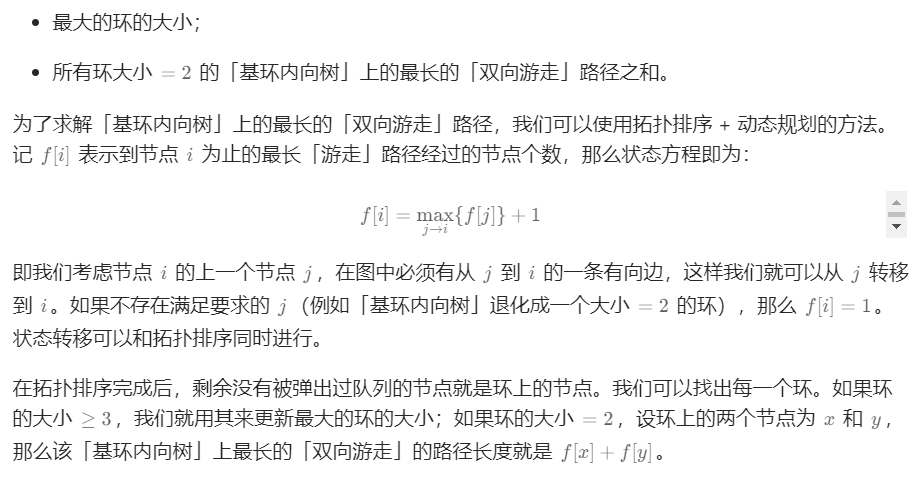 • 最大的环的大小；
• 所有环大小 = 2 的「基环内向树」上的最长的「双向游走」路径之和。
为了求解「基环内向树」上的最长的「双向游走」路径，我们可以使用拓扑排序 + 动态规划的方法。
记 f[i] 表示到节点 i 为止的最长「游走」路径经过的节点个数，那么状态方程即为：
f[i] = max{f[j]} + 1
j→i
即我们考虑节点 i 的上一个节点 j，在图中必须有从 j 到 i 的一条有向边，这样我们就可以从 j 转移
到 i。如果不存在满足要求的 j（例如「基环内向树」退化成一个大小 = 2 的环），那么 f[i] = 1。
状态转移可以和拓扑排序同时进行。
在拓扑排序完成后，剩余没有被弹出过队列的节点就是环上的节点。我们可以找出每一个环。如果环
的大小 ≥ 3，我们就用其来更新最大的环的大小；如果环的大小 = 2，设环上的两个节点为 x 和 y，
那么该「基环内向树」上最长的「双向游走」的路径长度就是 f[x] + f[y]。